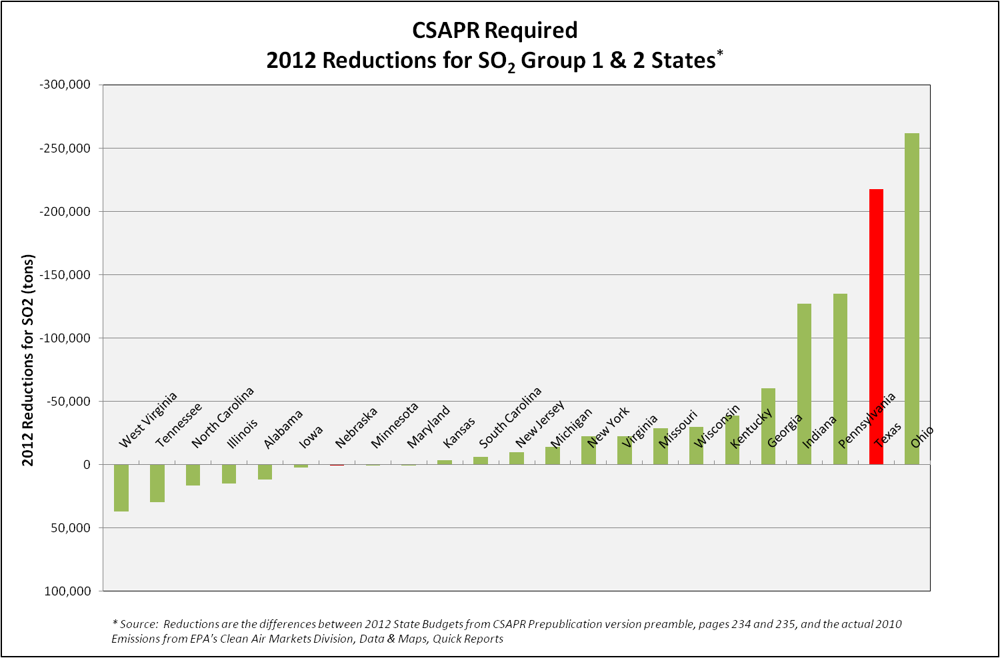 CSAPR Required
2012 Reductions for SO2 Group 1 & 2 States*
2012 Reductions for SO2 (tons)
-300,000
-250,000
-200,000
-150,000
-100,000
-50,000
0
50,000
100,000
West Virginia
Tennessee
North Carolina
Illinois
Alabama
Iowa
Nebraska
Minnesota
Maryland
Kansas
South Carolina
New Jersey
Michigan
New York
Virginia
Missouri
Wisconsin
Kentucky
Georgia
Indiana
Pennsylvania
Texas
Ohio
* Source:  Reductions are the differences between 2012 State Budgets from CSAPR Prepublication version preamble, pages 234 and 235, and the actual 2010
Emissions from EPA's Clean Air Markets Division, Data & Maps, Quick Reports